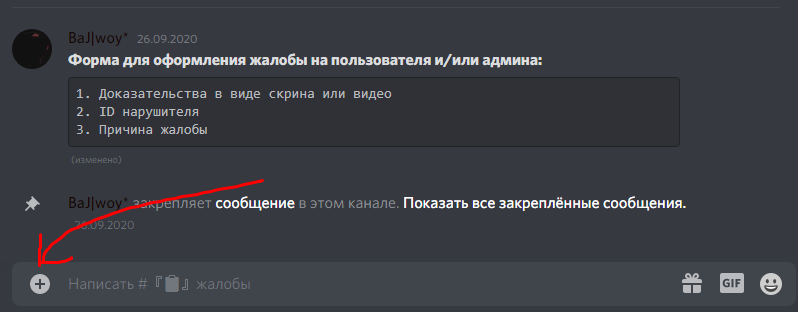 BaJ|woy* 26.09.2020
Форма для оформления жалобы на пользователя и/или админа:
1. Доказательства в виде скрина или видео
2. ID нарушителя
3. Причина жалобы
(изменено)
BaJ|woy* закрепляет сообщение в этом канале. Показать все закреплённые сообщения.
26.09.2020
Написать #『📋』жалобы
GIF